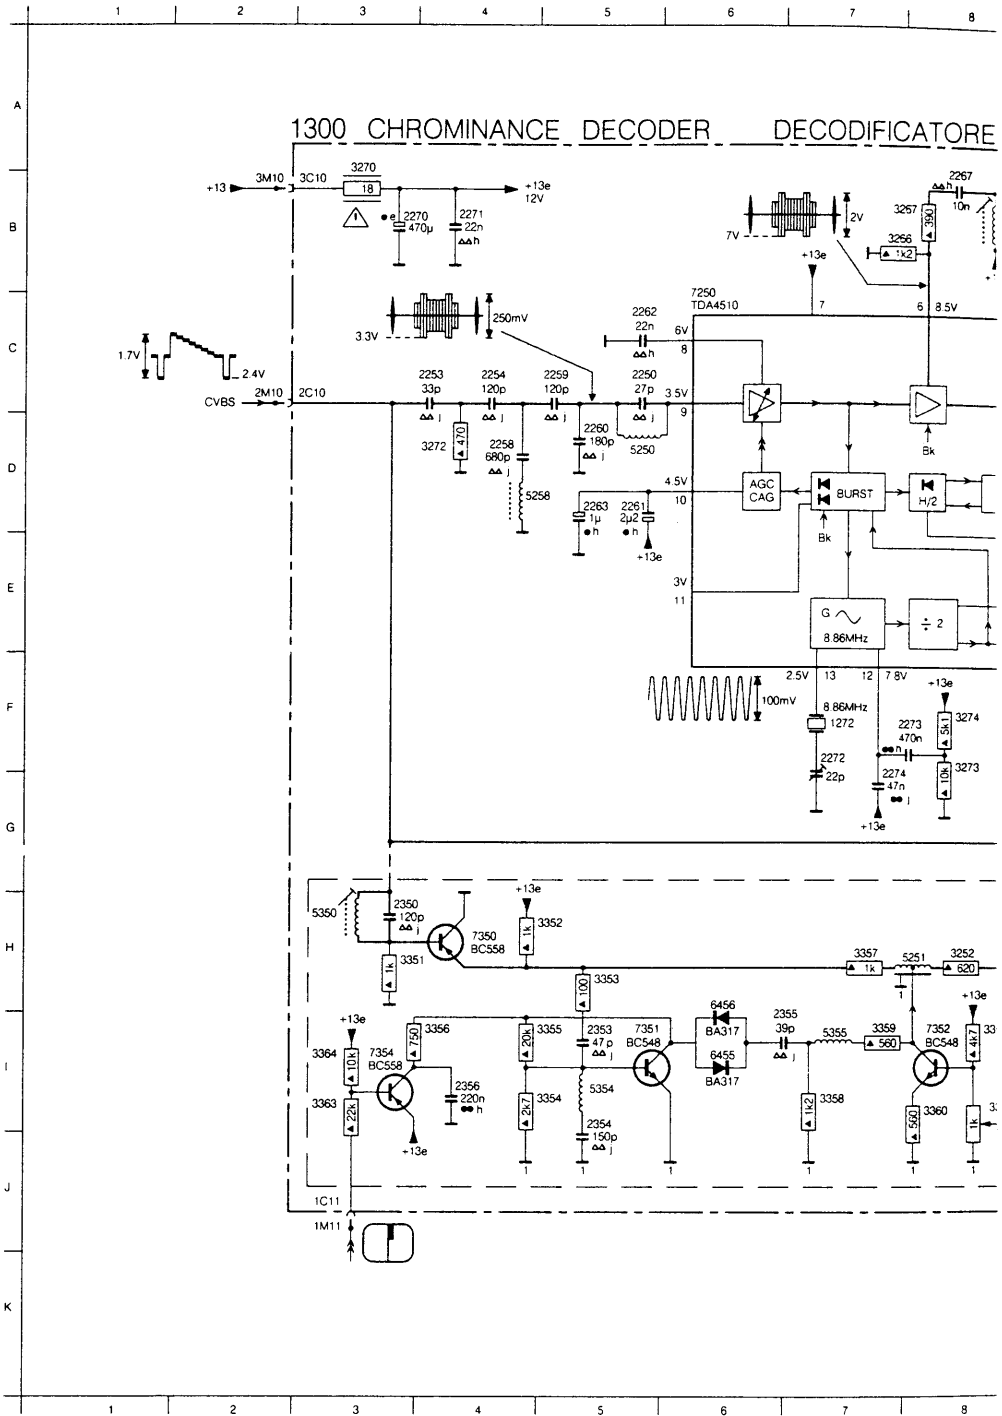 1 2 3 4 5 6 7 8
A
1300 CHROMINANCE DECODER DECODIFICATORE
3270
3M10 3C10
+13
18
+13e
12V
2267
h
10n
B
e 2270
470µ
2271
22n
h
2V
7V
3257
390
3256
1k2
+13e
7250
TDA4510
7
6 8.5V
250mV
3.3V
2262
22n
h
6V
8
C
1.7V
2.4V
2253
33p
j
2254
120p
j
2259
120p
j
2250
27p
j
3.5V
9
CVBS
2M10 2C10
3272
470
2258
680p
j
2260
180p
j
5250
Bk
D
5258
4.5V
10
AGC
CAG
BURST
H/2
2263
1µ
h
2261
2µ2
h
+13e
Bk
E
3V
11
G
8.86MHz
÷ 2
2.5V 13 12 7.8V
+13e
F
100mV
8.86MHz
1272
2273
470n
h
5k1
3274
2272
22p
2274
47n
j
10k
3273
G
+13e
+13e
5350
2350
120p
j
H
7350
BC558
1k
3352
1k
3351
3357
1k
5251
3252
620
3353
100
1
+13e
+13e
3356
750
3355
20k
2353
47p
j
7351
BC548
6456
BA317
2355
39p
j
5355
3359
560
7352
BC548
4k7
I
3364
10k
7354
BC558
6455
BA317
3363
22k
2356
220n
h
3354
2k7
5354
3358
1k2
3360
560
1k
2354
150p
j
+13e
1 1 1 1 1
J
1C11
1M11
K
1 2 3 4 5 6 7 8